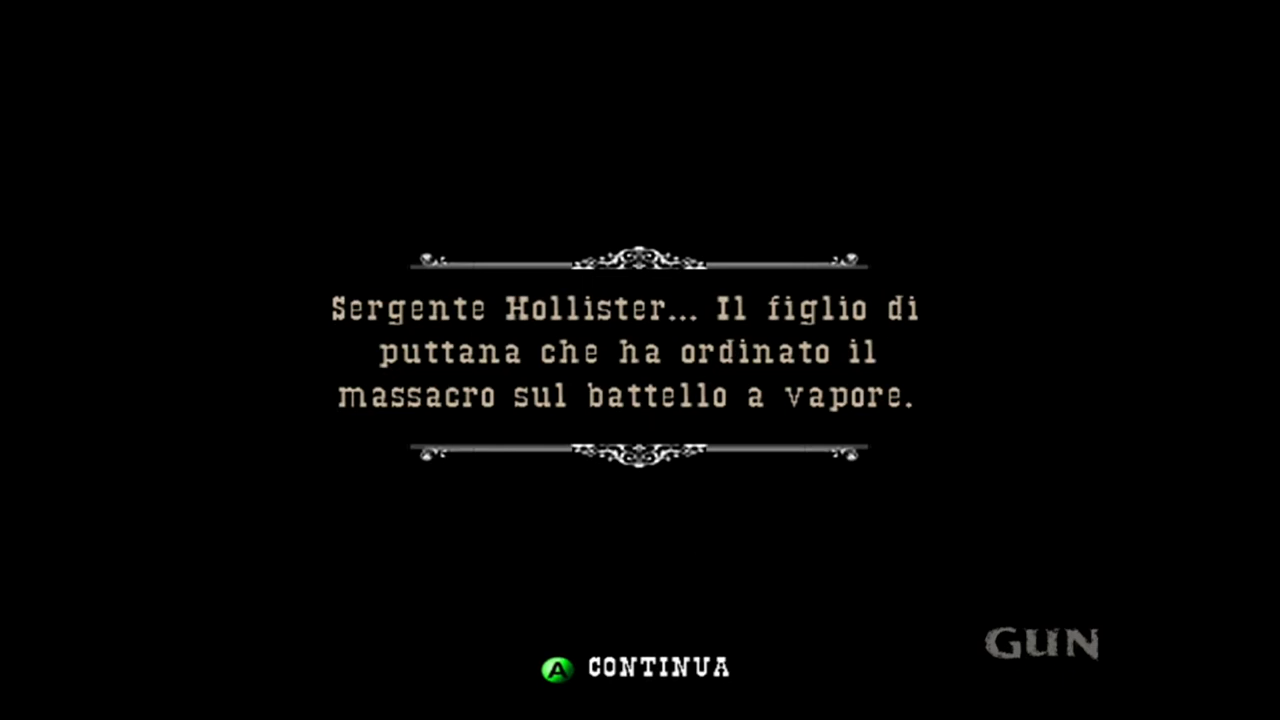 Sergente Hollister... Il figlio di
puttana che ha ordinato il
massacro sul battello a vapore.
GUN
A CONTINUA